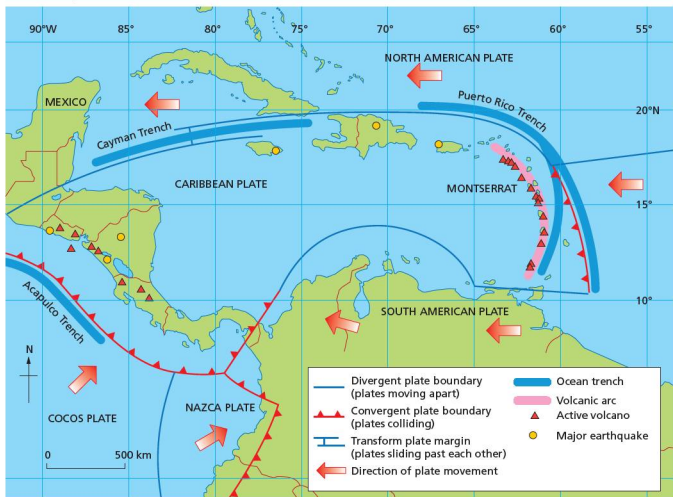 90°W
85°
80°
75°
70°
65°
60°
55°
NORTH AMERICAN PLATE
MEXICO
Puerto Rico Trench
20°N
Cayman Trench
CARIBBEAN PLATE
MONTSERRAT
15°
10°
Acapulco Trench
SOUTH AMERICAN PLATE
N
COCOS PLATE
NAZCA PLATE
0 500 km
Divergent plate boundary
(plates moving apart)
Convergent plate boundary
(plates colliding)
Transform plate margin
(plates sliding past each other)
Direction of plate movement
Ocean trench
Volcanic arc
Active volcano
Major earthquake